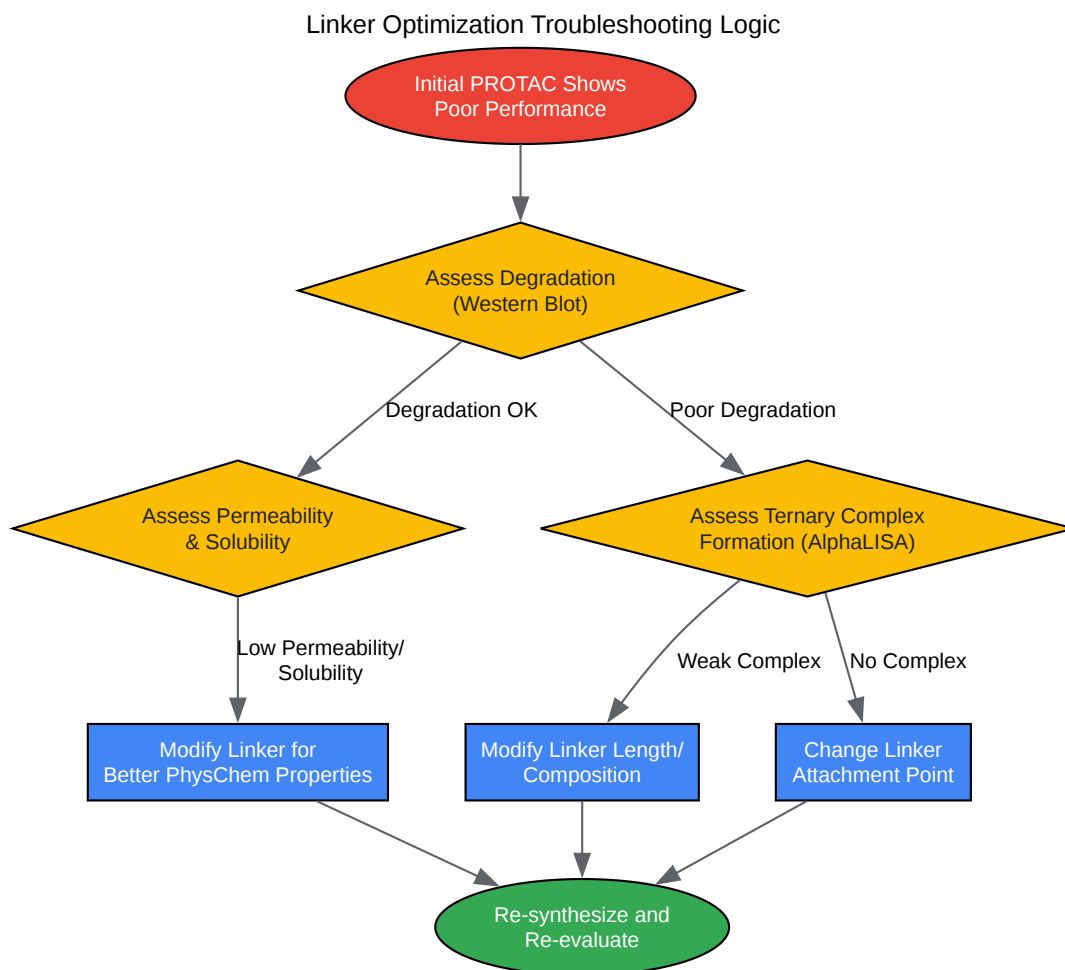 Linker Optimization Troubleshooting Logic
Initial PROTAC Shows
Poor Performance
Assess Degradation
(Western Blot)
Degradation OK
Poor Degradation
Assess Permeability
& Solubility
Assess Ternary Complex
Formation (AlphaLISA)
Low Permeability/
Solubility
Weak Complex
No Complex
Modify Linker for
Better PhysChem Properties
Modify Linker Length/
Composition
Change Linker
Attachment Point
Re-synthesize and
Re-evaluate